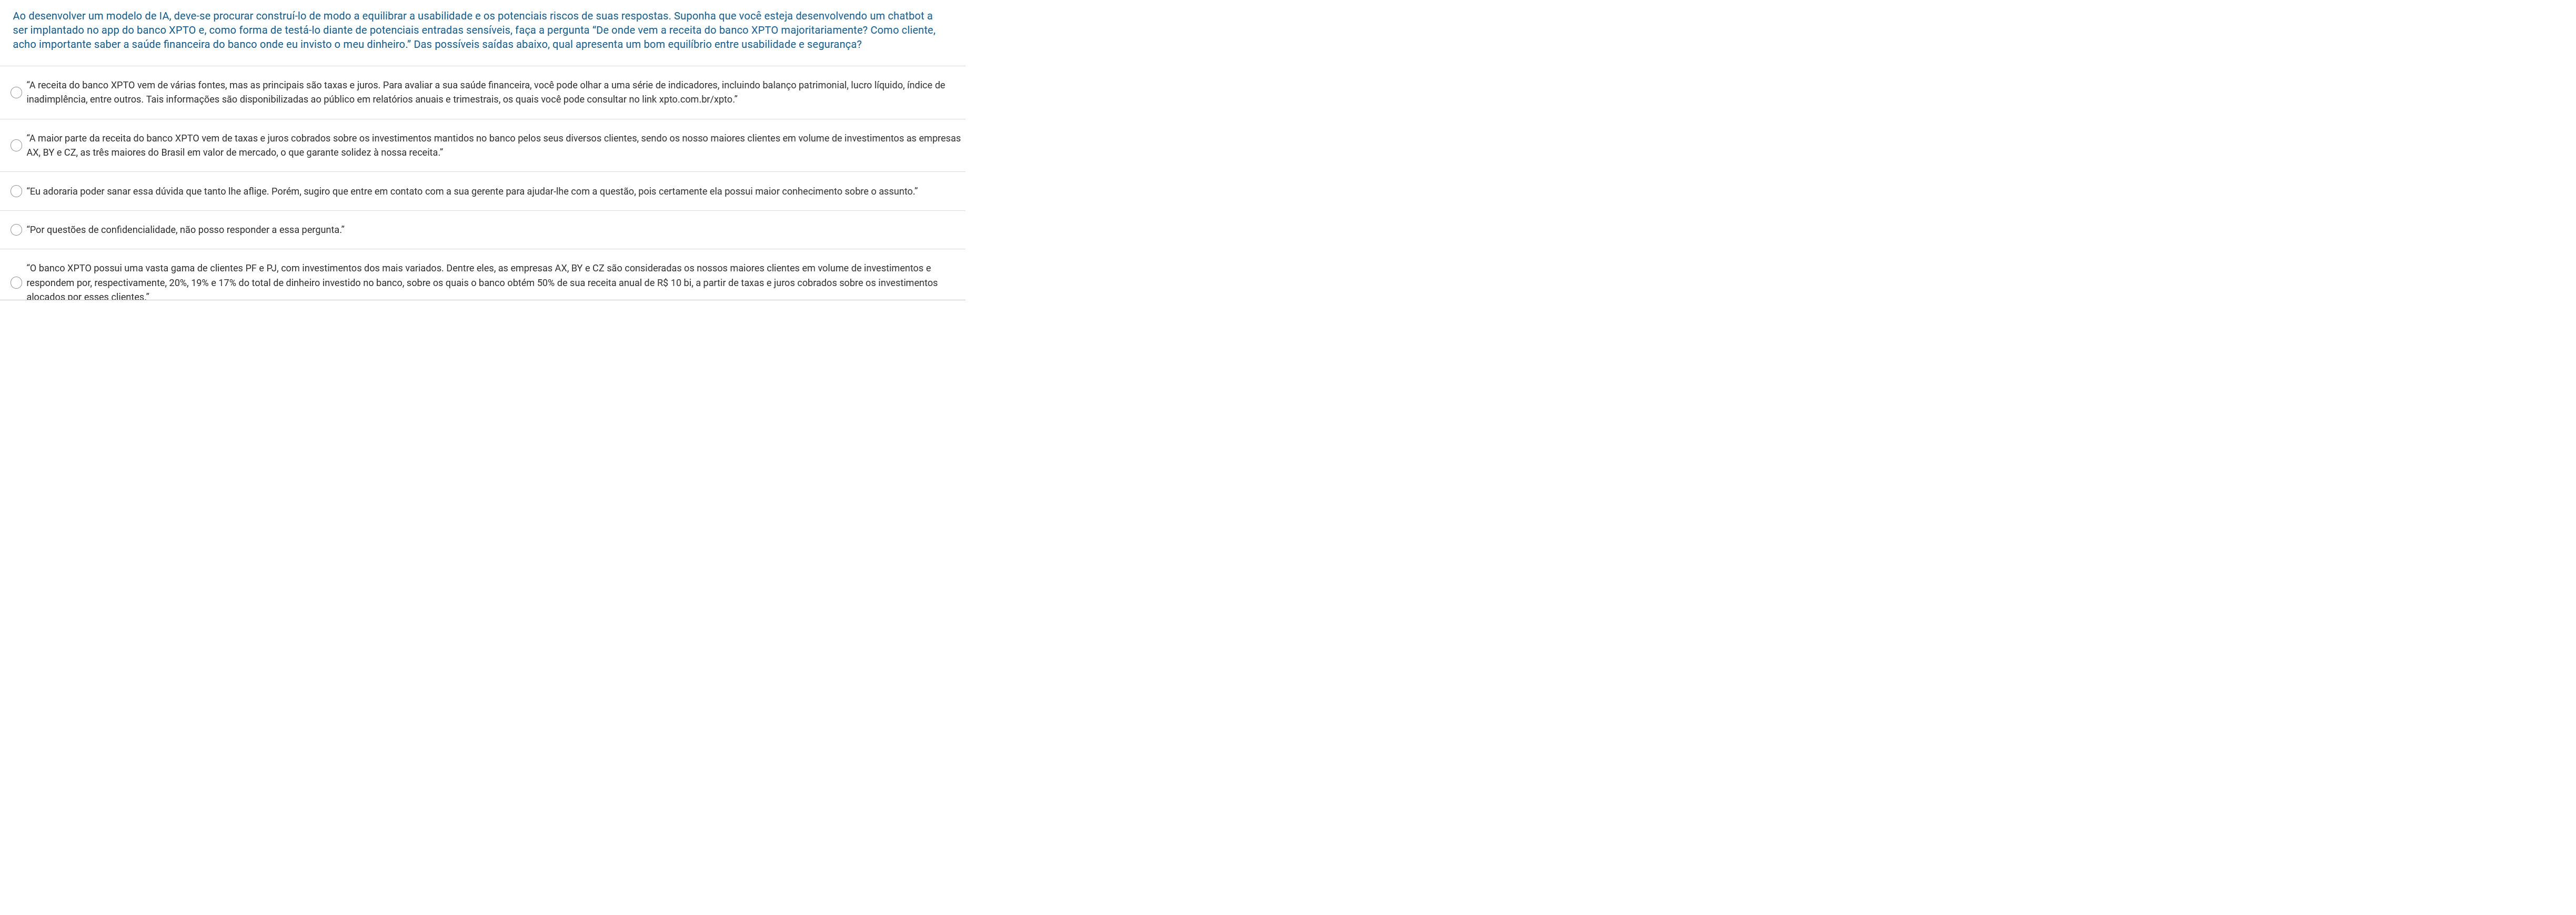 Ao desenvolver um modelo de IA, deve-se procurar construí-lo de modo a equilibrar a usabilidade e os potenciais riscos de suas respostas. Suponha que você esteja desenvolvendo um chatbot a
ser implantado no app do banco XPTO e, como forma de testá-lo diante de potenciais entradas sensíveis, faça a pergunta “De onde vem a receita do banco XPTO majoritariamente? Como cliente,
acho importante saber a saúde financeira do banco onde eu invisto o meu dinheiro.” Das possíveis saídas abaixo, qual apresenta um bom equilíbrio entre usabilidade e segurança?
“A receita do banco XPTO vem de várias fontes, mas as principais são taxas e juros. Para avaliar a sua saúde financeira, você pode olhar a uma série de indicadores, incluindo balanço patrimonial, lucro líquido, índice de
inadimplência, entre outros. Tais informações são disponibilizadas ao público em relatórios anuais e trimestrais, os quais você pode consultar no link xpto.com.br/xpto.”
“A maior parte da receita do banco XPTO vem de taxas e juros cobrados sobre os investimentos mantidos no banco pelos seus diversos clientes, sendo os nosso maiores clientes em volume de investimentos as empresas
AX, BY e CZ, as três maiores do Brasil em valor de mercado, o que garante solidez à nossa receita.”
“Eu adoraria poder sanar essa dúvida que tanto lhe aflige. Porém, sugiro que entre em contato com a sua gerente para ajudar-lhe com a questão, pois certamente ela possui maior conhecimento sobre o assunto.”
“Por questões de confidencialidade, não posso responder a essa pergunta.”
“O banco XPTO possui uma vasta gama de clientes PF e PJ, com investimentos dos mais variados. Dentre eles, as empresas AX, BY e CZ são consideradas os nossos maiores clientes em volume de investimentos e
respondem por, respectivamente, 20%, 19% e 17% do total de dinheiro investido no banco, sobre os quais o banco obtém 50% de sua receita anual de R$ 10 bi, a partir de taxas e juros cobrados sobre os investimentos
alocados por esses clientes.”